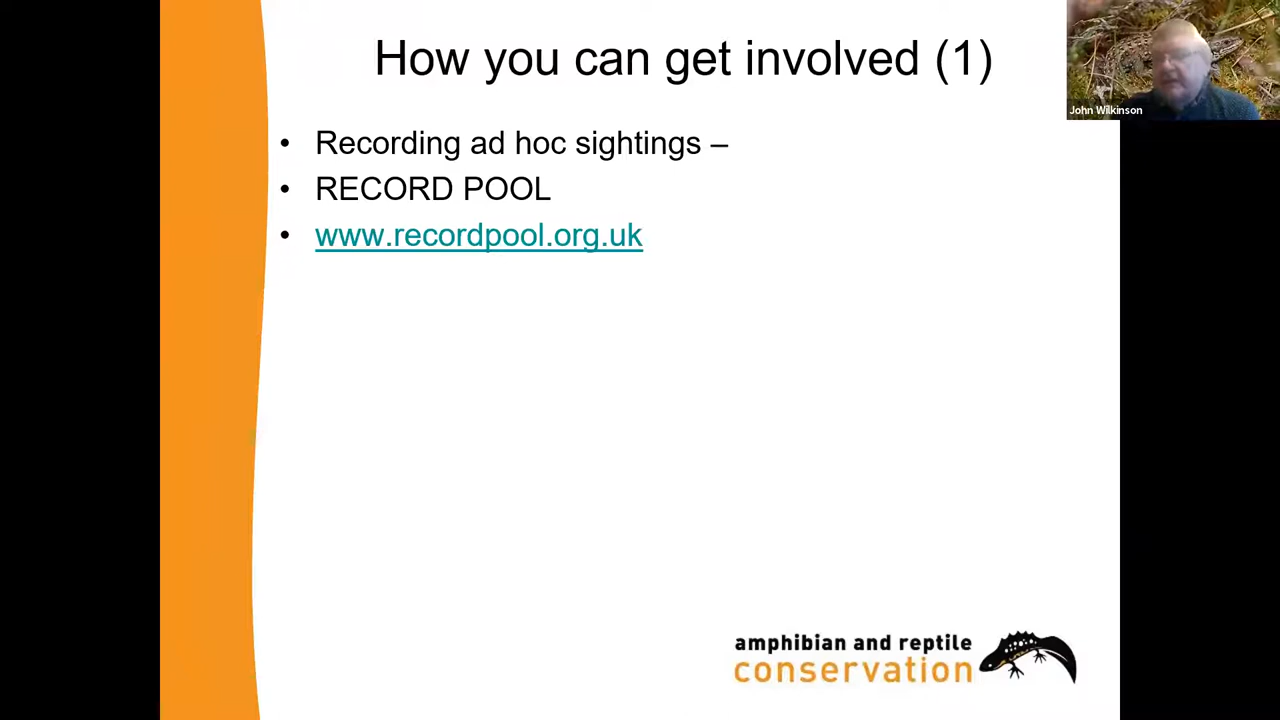 How you can get involved (1)
John Wilkinson
• Recording ad hoc sightings –
• RECORD POOL
• www.recordpool.org.uk
amphibian and reptile
conservation